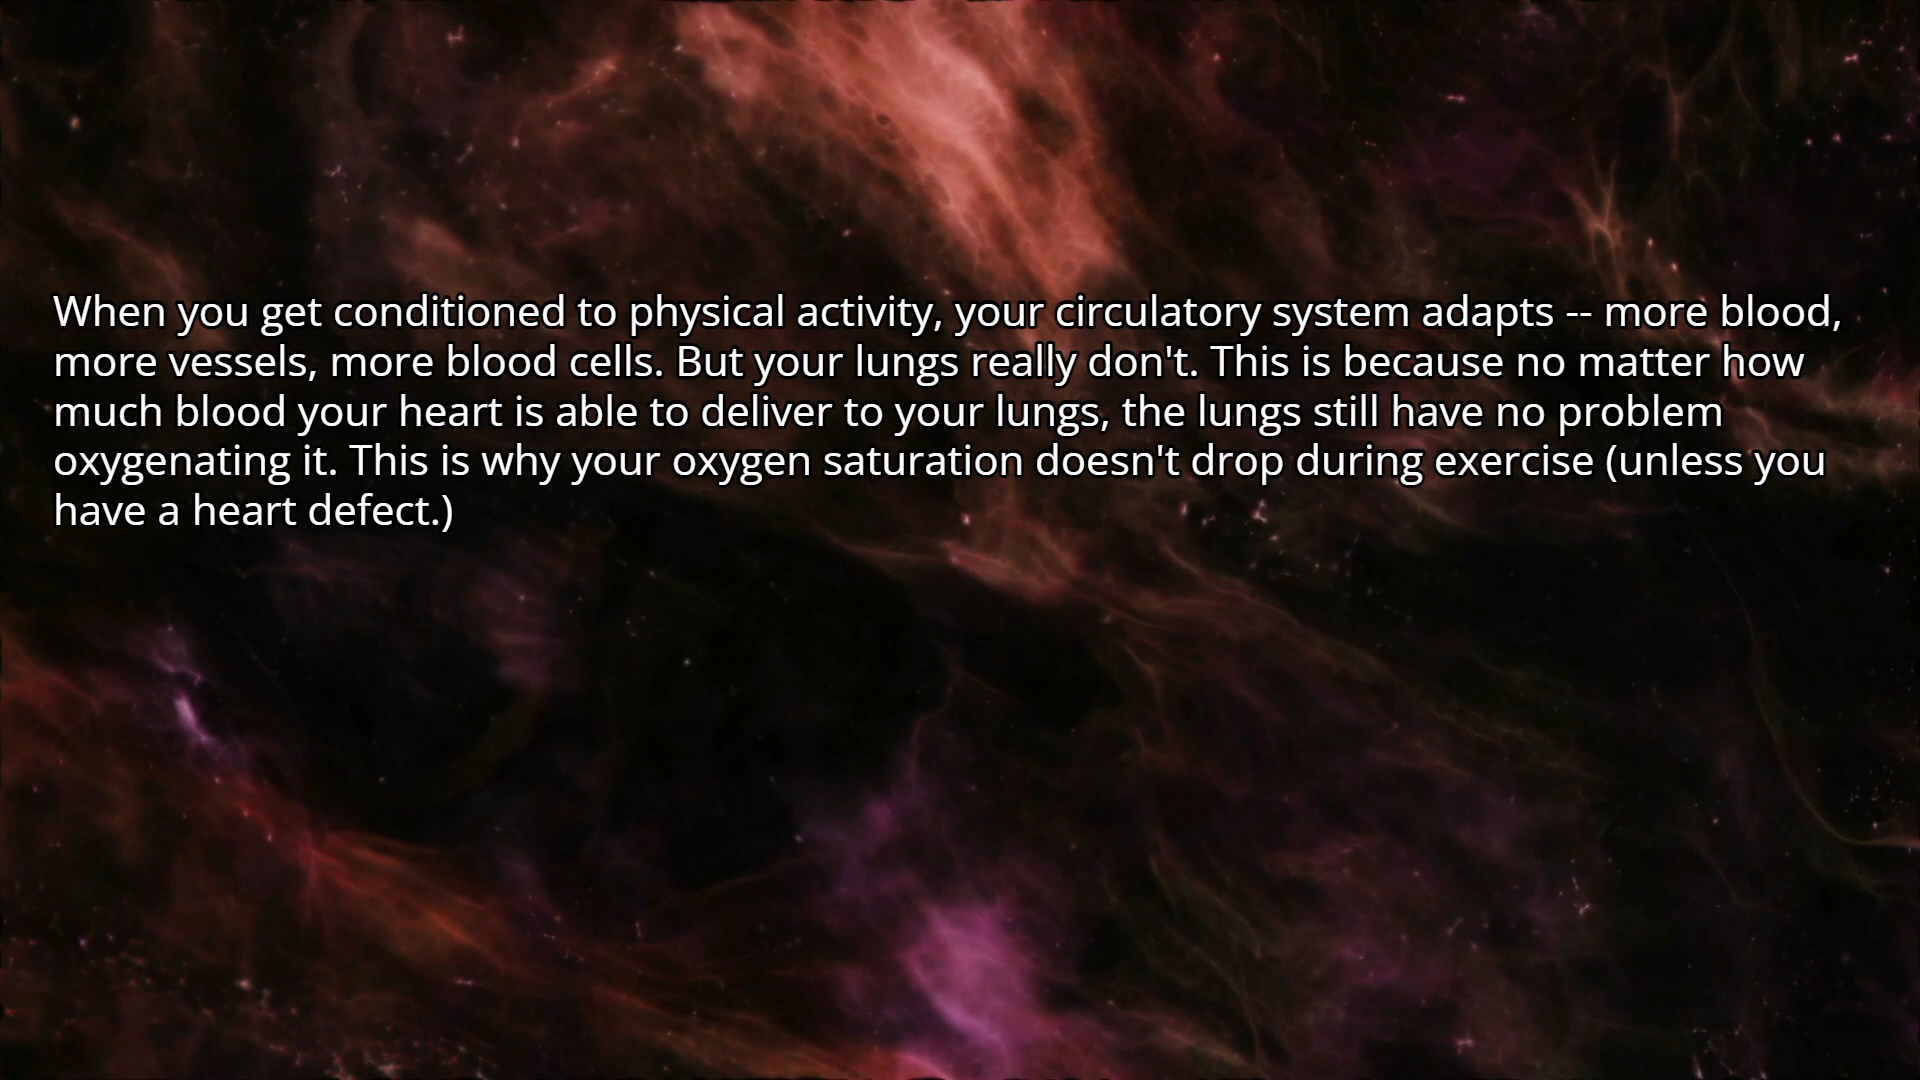 When you get conditioned to physical activity, your circulatory system adapts -- more blood,
more vessels, more blood cells. But your lungs really don't. This is because no matter how
much blood your heart is able to deliver to your lungs, the lungs still have no problem
oxygenating it. This is why your oxygen saturation doesn't drop during exercise (unless you
have a heart defect.)